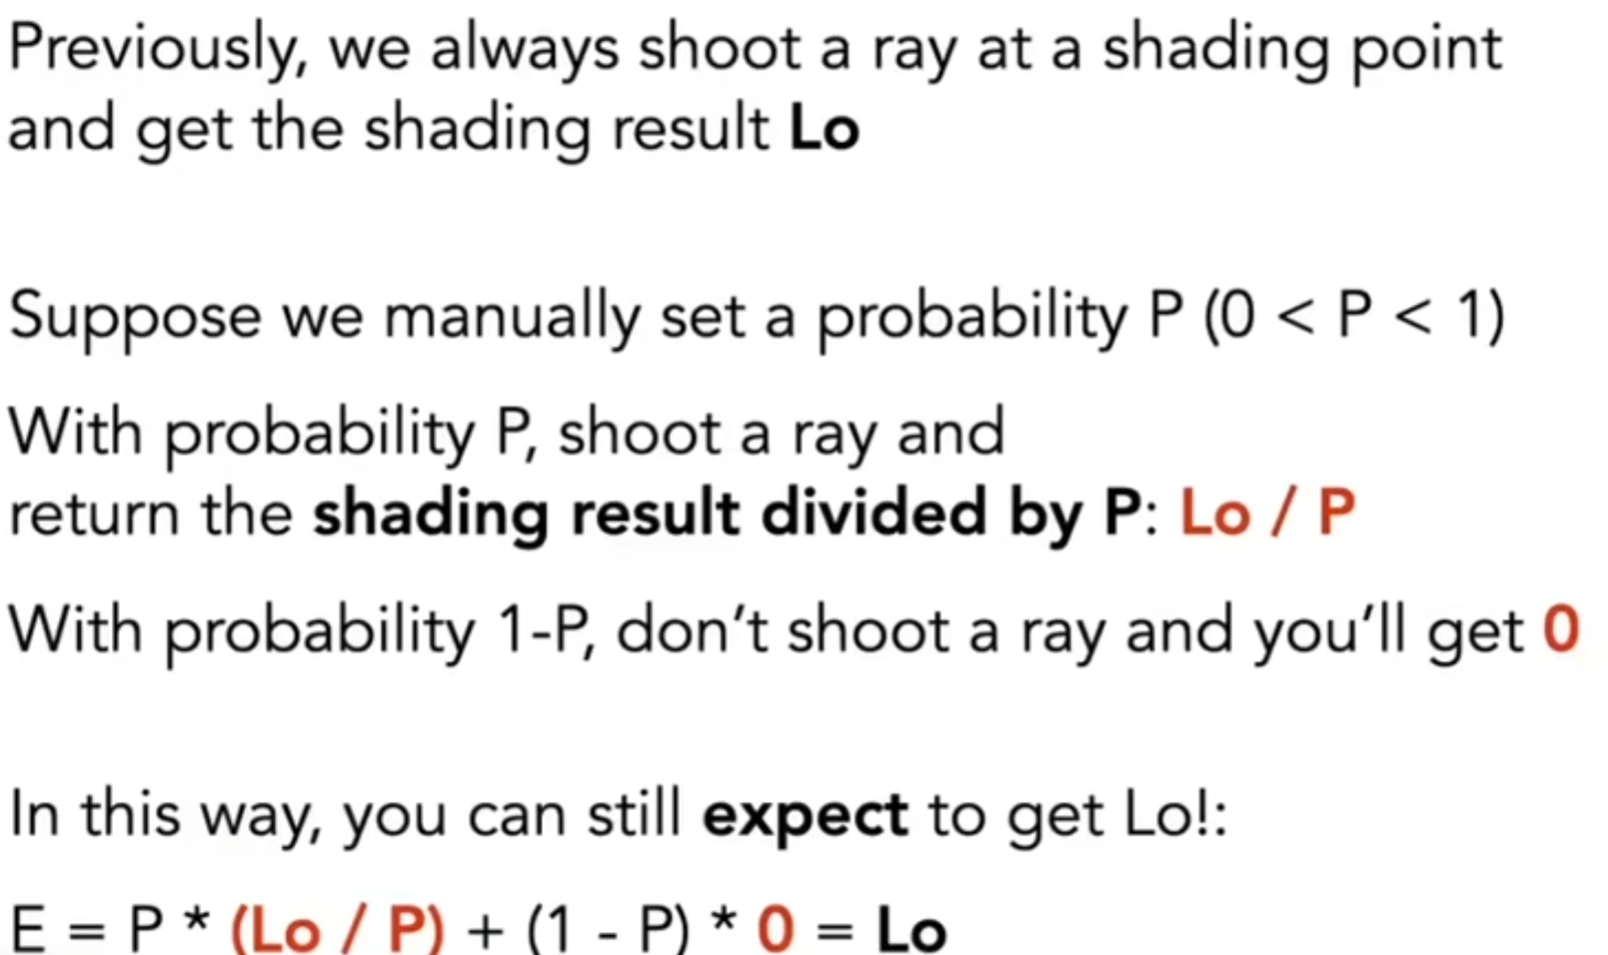 Previously, we always shoot a ray at a shading point
and get the shading result Lo
Suppose we manually set a probability P (0 < P < 1)
With probability P, shoot a ray and
return the shading result divided by P: Lo / P
With probability 1-P, don't shoot a ray and you'll get 0
In this way, you can still expect to get Lo!:
E = P * (Lo / P) + (1 - P) * 0 = Lo